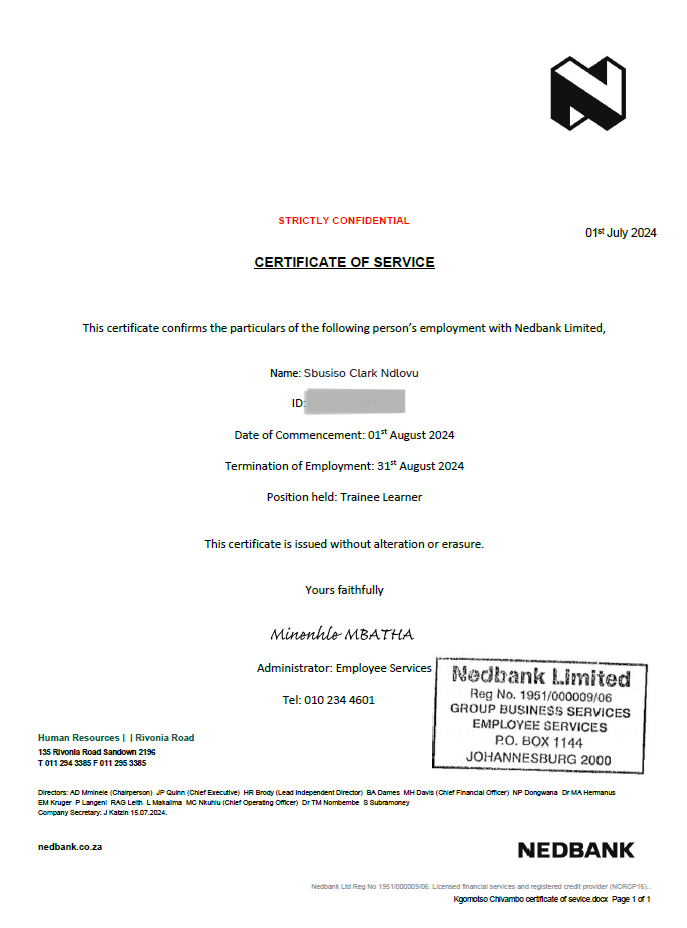 STRICTLY CONFIDENTIAL
01st July 2024
CERTIFICATE OF SERVICE
This certificate confirms the particulars of the following person's employment with Nedbank Limited,
Name: Sbusiso Clark Ndlovu
ID:
Date of Commencement: 01st August 2024
Termination of Employment: 31st August 2024
Position held: Trainee Learner
This certificate is issued without alteration or erasure.
Yours faithfully
Minenhle MBATHA
Administrator: Employee Services
Tel: 010 234 4601
Nedbank Limited
Reg No. 1951/000009/06
GROUP BUSINESS SERVICES
EMPLOYEE SERVICES
P.O. BOX 1144
JOHANNESBURG 2000
Human Resources | | Rivonia Road
135 Rivonia Road Sandown 2196
T 011 294 3385 F 011 295 3385
Directors: AD Mminele (Chairperson) JP Quinn (Chief Executive) HR Brody (Lead Independent Director) BA Dames MH Davis (Chief Financial Officer) NP Dongwana Dr MA Hermanus
EM Kruger P Langeni RAG Leith L Makalima MC Nkuhlu (Chief Operating Officer) Dr TM Nombembe S Subramoney
Company Secretary: J Katzin 15.07.2024.
nedbank.co.za
NEDBANK
Nedbank Ltd Reg No 1951/000009/06. Licensed financial services and registered credit provider (NCRCP16)..
Kgomotso Chivambo certificate of sevice.docx Page 1 of 1